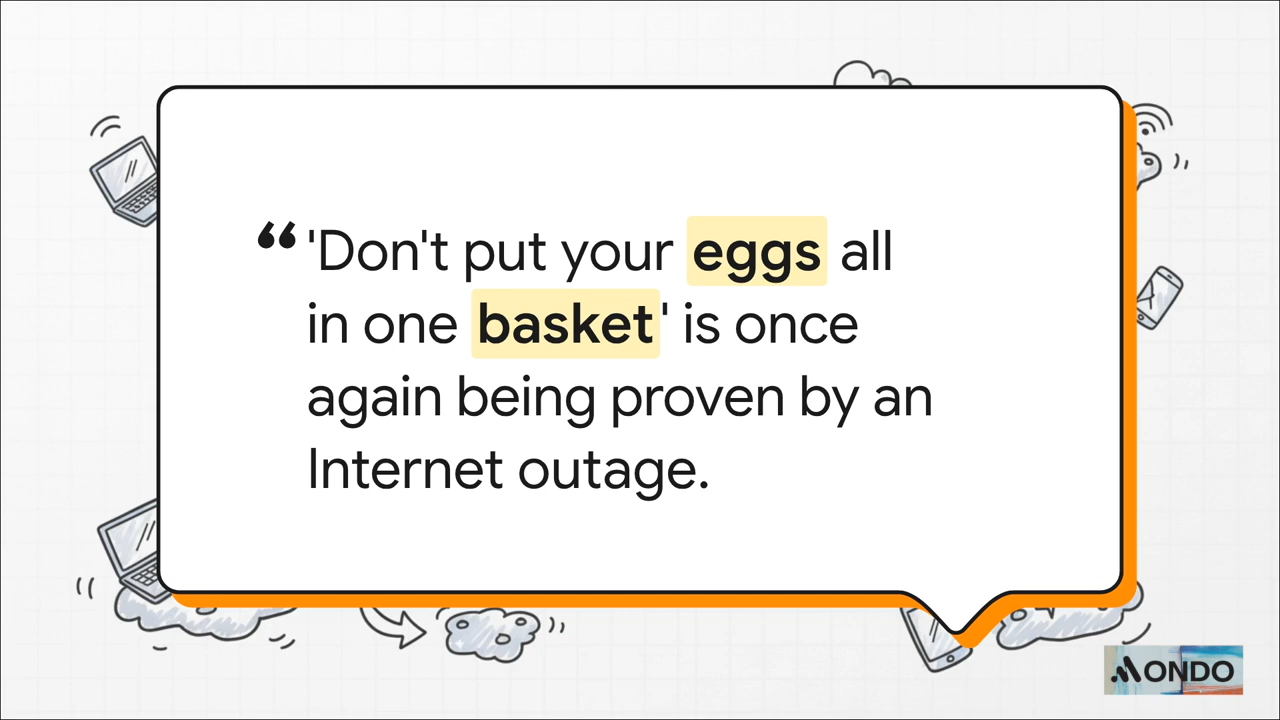 “ 'Don't put your eggs all
in one basket' is once
again being proven by an
Internet outage.
MONDO